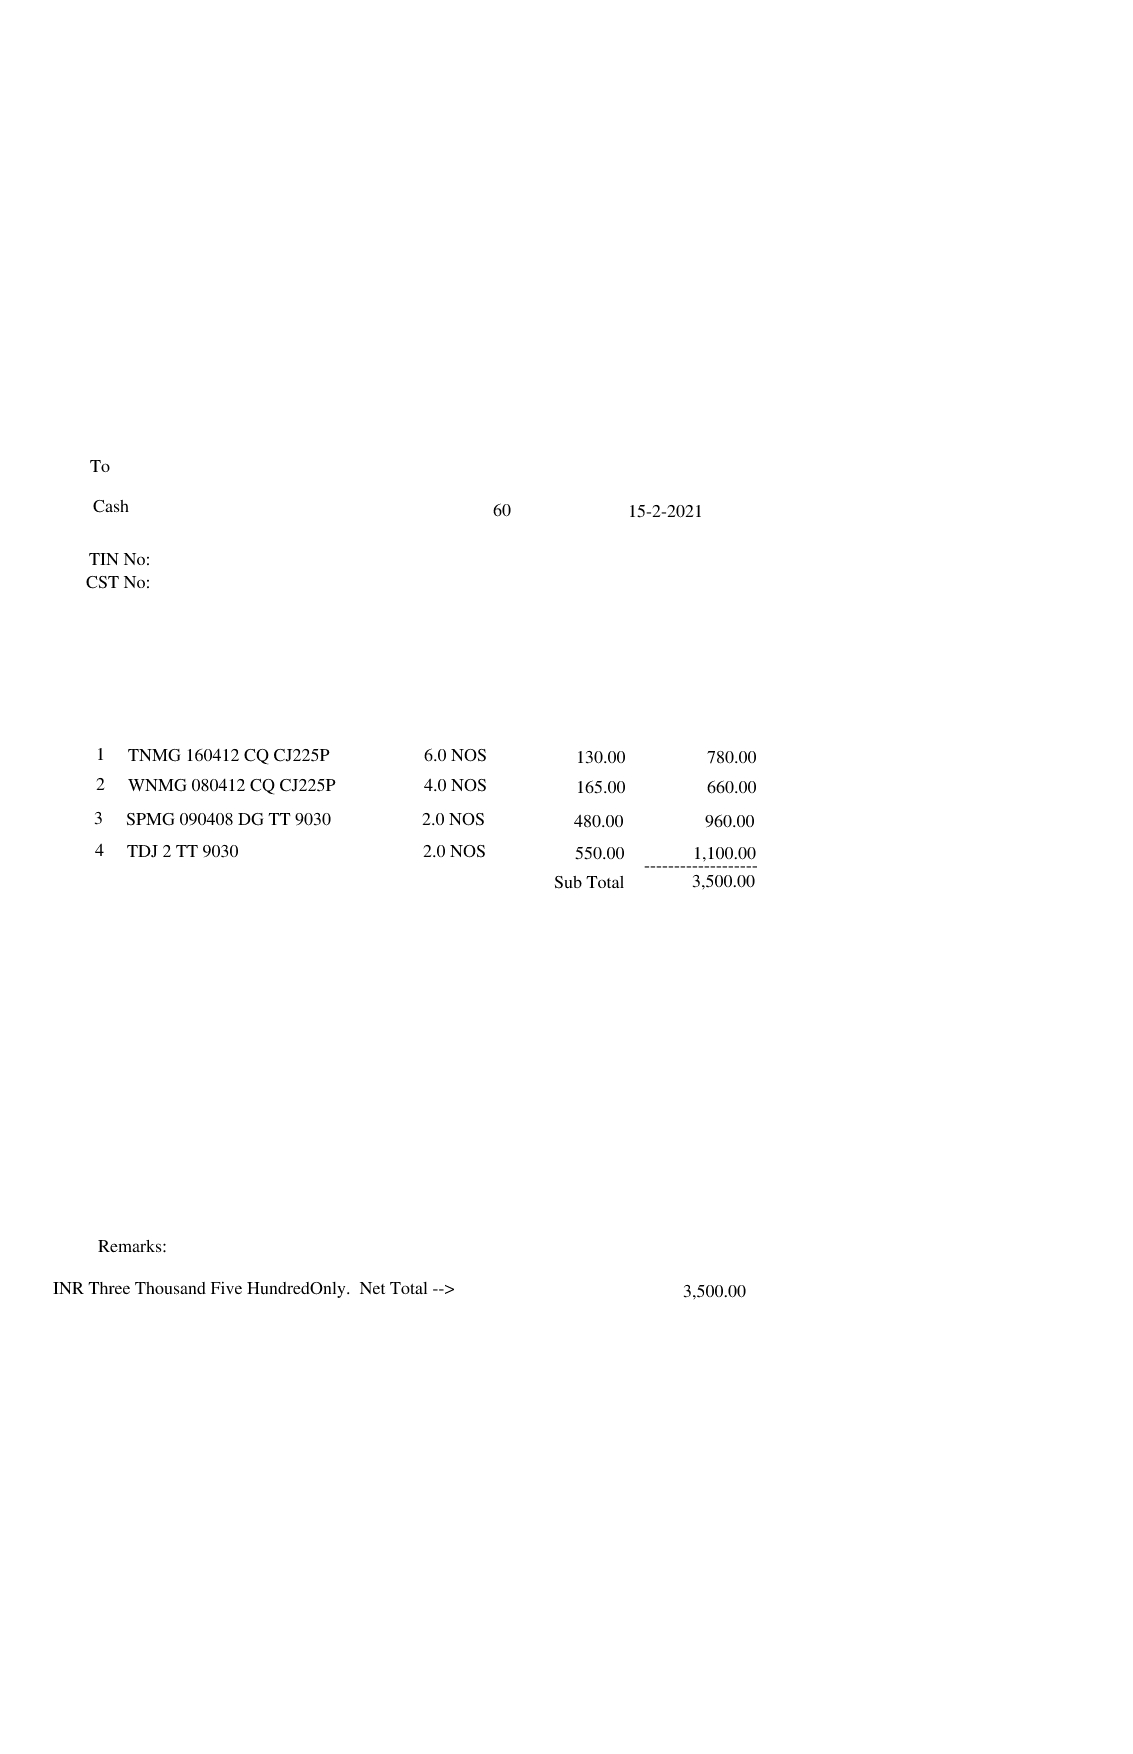 To
Cash 60 15-2-2021
TIN No:
CST No:
1 TNMG 160412 CQ CJ225P 6.0 NOS 130.00 780.00
2 WNMG 080412 CQ CJ225P 4.0 NOS 165.00 660.00
3 SPMG 090408 DG TT 9030 2.0 NOS 480.00 960.00
4 TDJ 2 TT 9030 2.0 NOS 550.00 1,100.00
-------------------
Sub Total 3,500.00
Remarks:
INR Three Thousand Five HundredOnly. Net Total --> 3,500.00